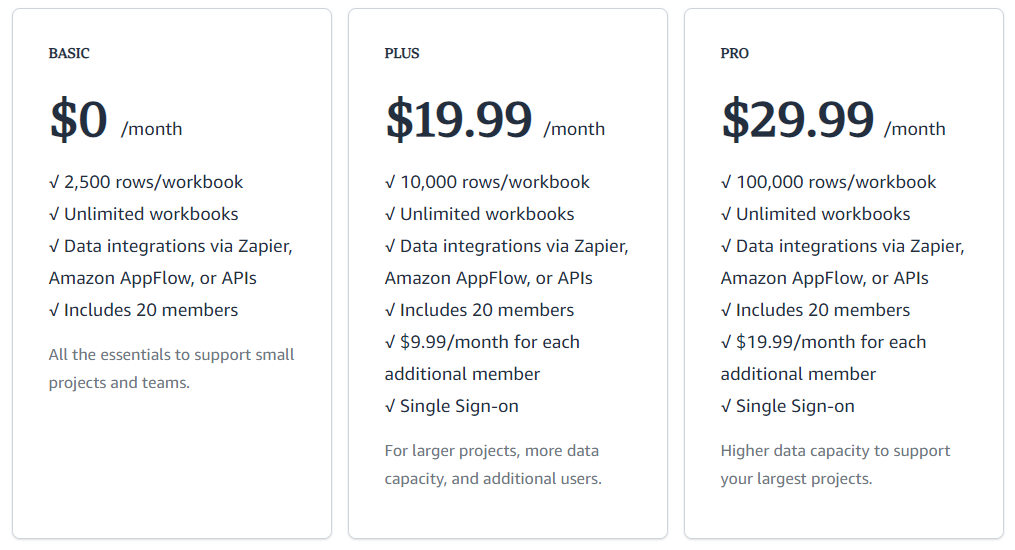 BASIC
$0 /month
√ 2,500 rows/workbook
√ Unlimited workbooks
√ Data integrations via Zapier,
Amazon AppFlow, or APIs
√ Includes 20 members
All the essentials to support small
projects and teams.
PLUS
$19.99 /month
√ 10,000 rows/workbook
√ Unlimited workbooks
√ Data integrations via Zapier,
Amazon AppFlow, or APIs
√ Includes 20 members
√ $9.99/month for each
additional member
√ Single Sign-on
For larger projects, more data
capacity, and additional users.
PRO
$29.99 /month
√ 100,000 rows/workbook
√ Unlimited workbooks
√ Data integrations via Zapier,
Amazon AppFlow, or APIs
√ Includes 20 members
√ $19.99/month for each
additional member
√ Single Sign-on
Higher data capacity to support
your largest projects.